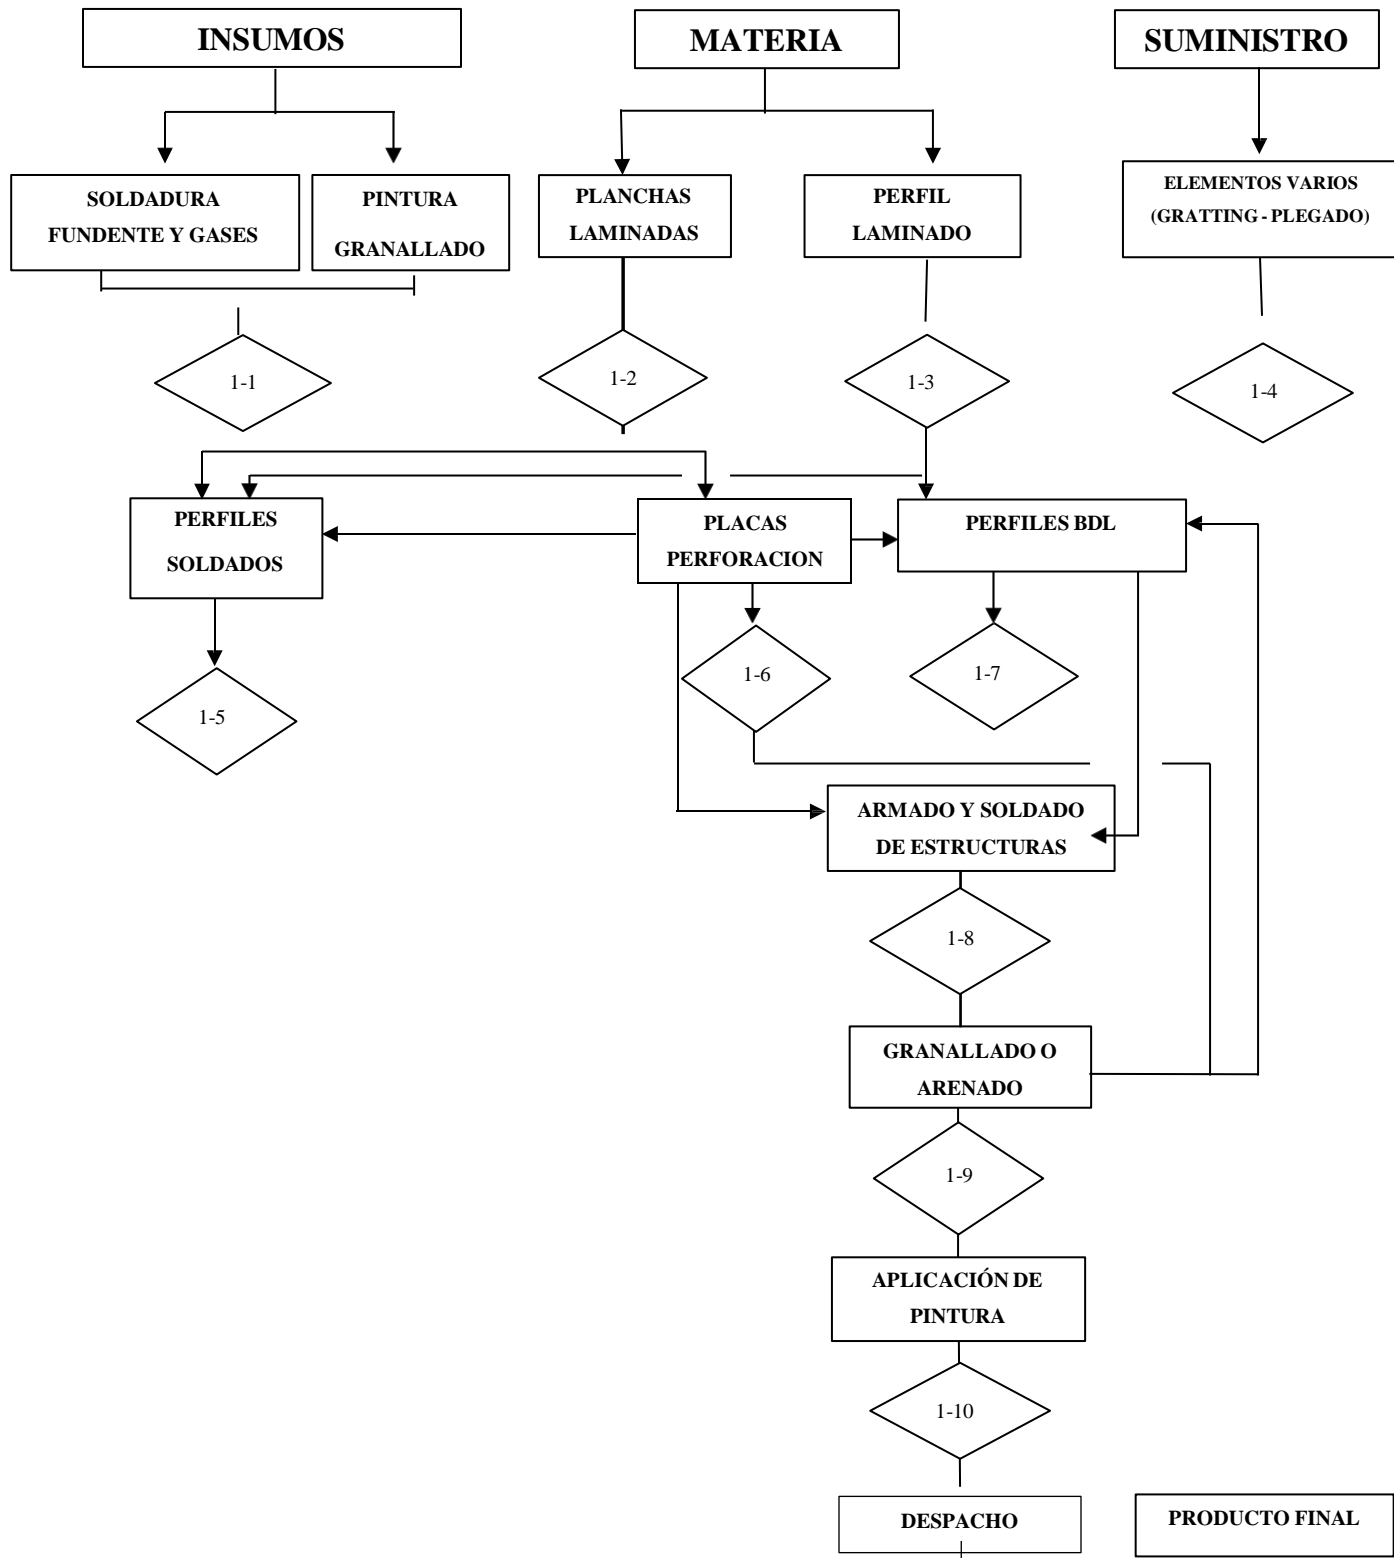 INSUMOS
MATERIA
SUMINISTRO
SOLDADURA
FUNDENTE Y GASES
PINTURA
GRANALLADO
PLANCHAS
LAMINADAS
PERFIL
LAMINADO
ELEMENTOS VARIOS
(GRATTING - PLEGADO)
1-1
1-2
1-3
1-4
PERFILES
SOLDADOS
PLACAS
PERFORACION
PERFILES BDL
1-5
1-6
1-7
ARMADO Y SOLDADO
DE ESTRUCTURAS
1-8
GRANALLADO O
ARENADO
1-9
APLICACIÓN DE
PINTURA
1-10
DESPACHO
PRODUCTO FINAL